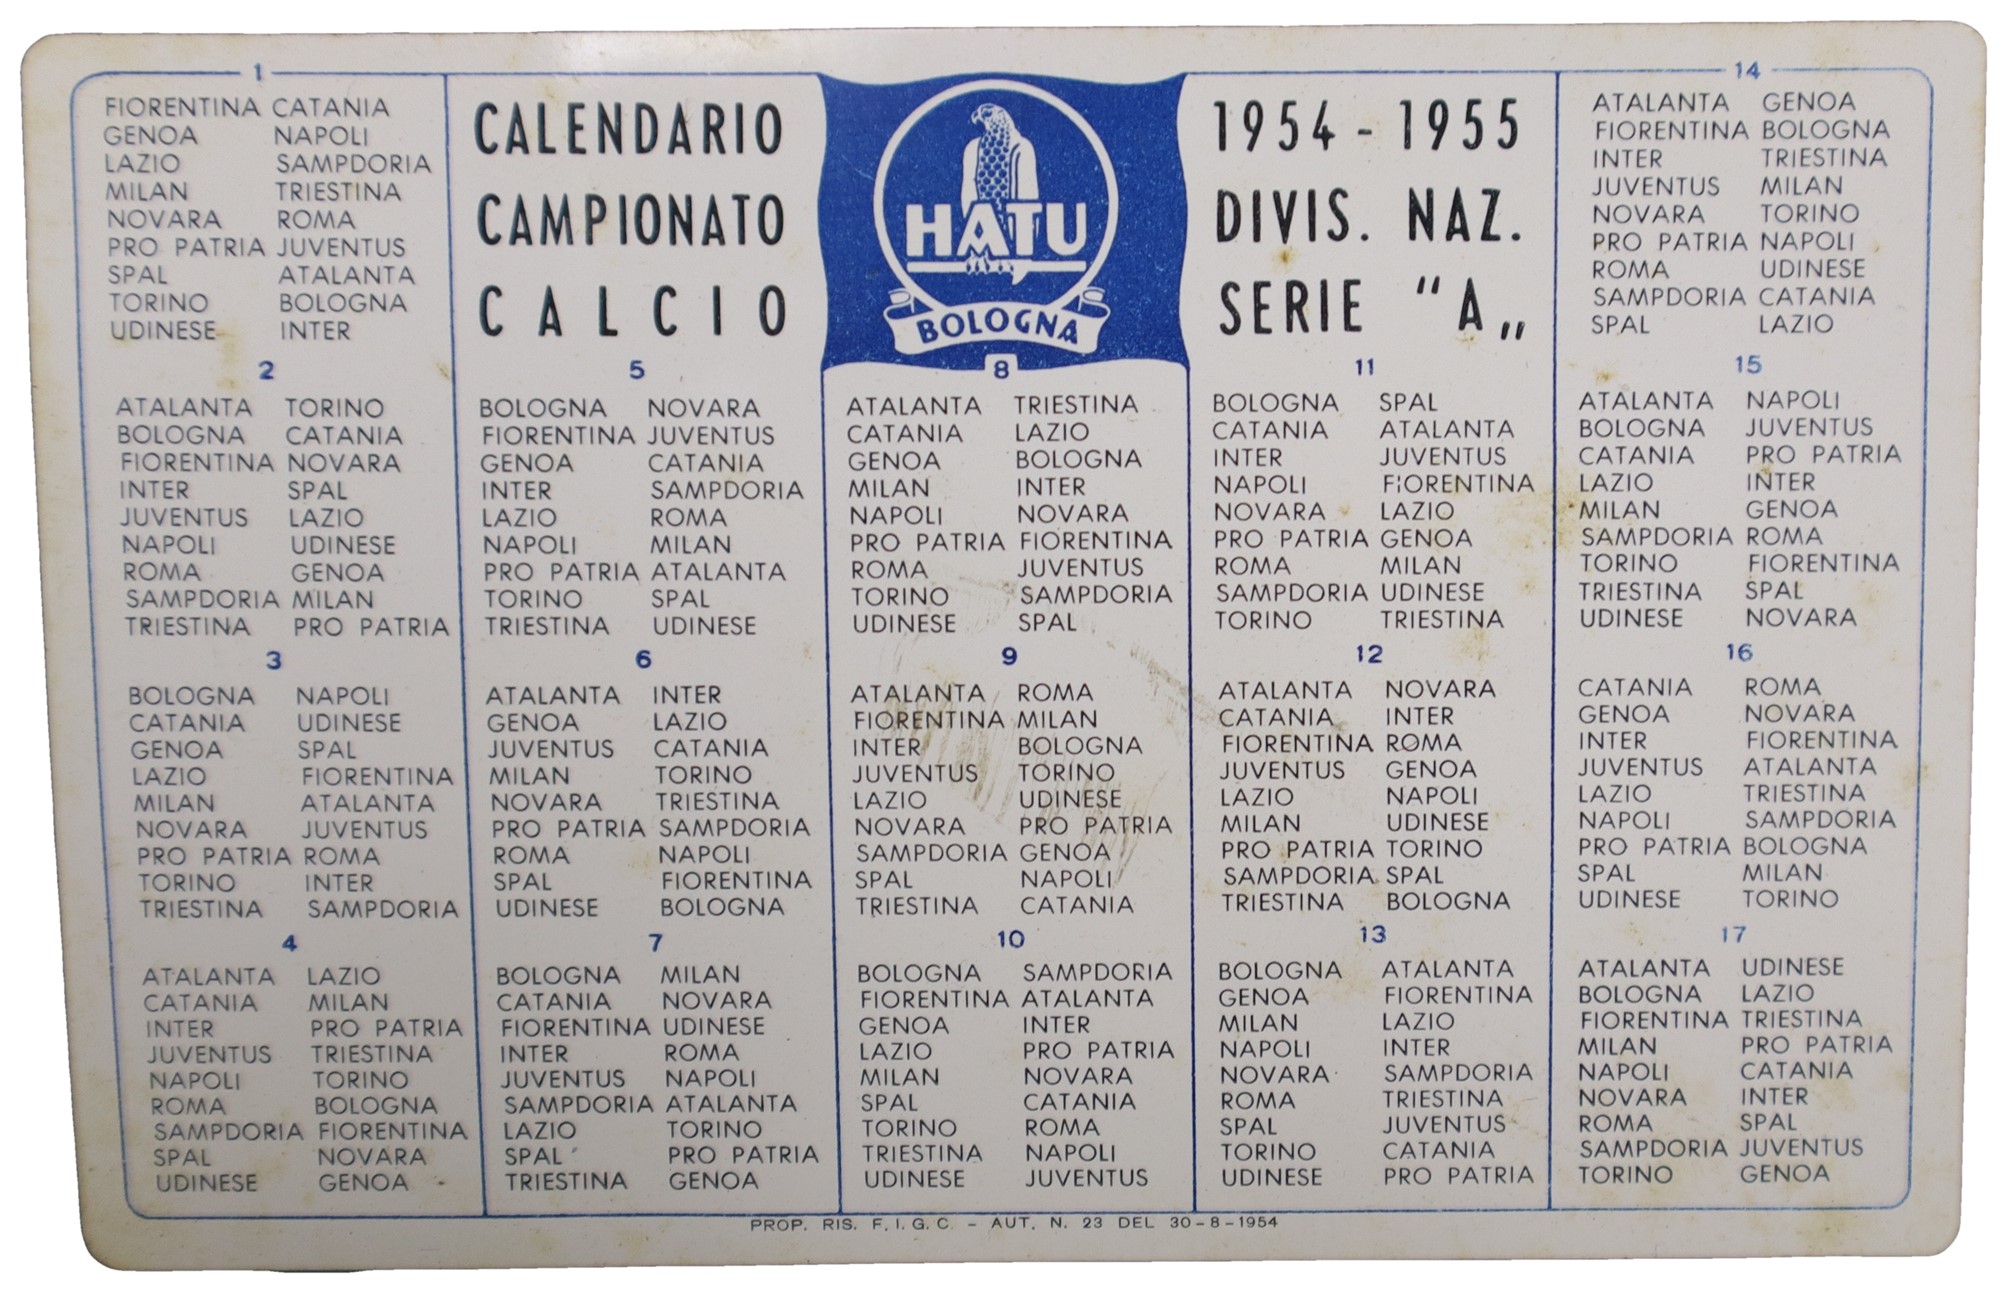 1
FIORENTINA CATANIA
GENOA NAPOLI
LAZIO SAMPDORIA
MILAN TRIESTINA
NOVARA ROMA
PRO PATRIA JUVENTUS
SPAL ATALANTA
TORINO BOLOGNA
UDINESE INTER
2
ATALANTA TORINO
BOLOGNA CATANIA
FIORENTINA NOVARA
INTER SPAL
JUVENTUS LAZIO
NAPOLI UDINESE
ROMA GENOA
SAMPDORIA MILAN
TRIESTINA PRO PATRIA
3
BOLOGNA NAPOLI
CATANIA UDINESE
GENOA SPAL
LAZIO FIORENTINA
MILAN ATALANTA
NOVARA JUVENTUS
PRO PATRIA ROMA
TORINO INTER
TRIESTINA SAMPDORIA
4
ATALANTA LAZIO
CATANIA MILAN
INTER PRO PATRIA
JUVENTUS TRIESTINA
NAPOLI TORINO
ROMA BOLOGNA
SAMPDORIA FIORENTINA
SPAL NOVARA
UDINESE GENOA
CALENDARIO
CAMPIONATO
CALCIO
HATU
BOLOGNA
1954 - 1955
DIVIS. NAZ.
SERIE "A„
5
BOLOGNA NOVARA
FIORENTINA JUVENTUS
GENOA CATANIA
INTER SAMPDORIA
LAZIO ROMA
NAPOLI MILAN
PRO PATRIA ATALANTA
TORINO SPAL
TRIESTINA UDINESE
6
ATALANTA INTER
GENOA LAZIO
JUVENTUS CATANIA
MILAN TORINO
NOVARA TRIESTINA
PRO PATRIA SAMPDORIA
ROMA NAPOLI
SPAL FIORENTINA
UDINESE BOLOGNA
7
BOLOGNA MILAN
CATANIA NOVARA
FIORENTINA UDINESE
INTER ROMA
JUVENTUS NAPOLI
SAMPDORIA ATALANTA
LAZIO TORINO
SPAL PRO PATRIA
TRIESTINA GENOA
8
ATALANTA TRIESTINA
CATANIA LAZIO
GENOA BOLOGNA
MILAN INTER
NAPOLI NOVARA
PRO PATRIA FIORENTINA
ROMA JUVENTUS
TORINO SAMPDORIA
UDINESE SPAL
9
ATALANTA ROMA
FIORENTINA MILAN
INTER BOLOGNA
JUVENTUS TORINO
LAZIO UDINESE
NOVARA PRO PATRIA
SAMPDORIA GENOA
SPAL NAPOLI
TRIESTINA CATANIA
10
BOLOGNA SAMPDORIA
FIORENTINA ATALANTA
GENOA INTER
LAZIO PRO PATRIA
MILAN NOVARA
SPAL CATANIA
TORINO ROMA
TRIESTINA NAPOLI
UDINESE JUVENTUS
11
BOLOGNA SPAL
CATANIA ATALANTA
INTER JUVENTUS
NAPOLI FIORENTINA
NOVARA LAZIO
PRO PATRIA GENOA
ROMA MILAN
SAMPDORIA UDINESE
TORINO TRIESTINA
12
ATALANTA NOVARA
CATANIA INTER
FIORENTINA ROMA
JUVENTUS GENOA
LAZIO NAPOLI
MILAN UDINESE
PRO PATRIA TORINO
SAMPDORIA SPAL
TRIESTINA BOLOGNA
13
BOLOGNA ATALANTA
GENOA FIORENTINA
MILAN LAZIO
NAPOLI INTER
NOVARA SAMPDORIA
ROMA TRIESTINA
SPAL JUVENTUS
TORINO CATANIA
UDINESE PRO PATRIA
14
ATALANTA GENOA
FIORENTINA BOLOGNA
INTER TRIESTINA
JUVENTUS MILAN
NOVARA TORINO
PRO PATRIA NAPOLI
ROMA UDINESE
SAMPDORIA CATANIA
SPAL LAZIO
15
ATALANTA NAPOLI
BOLOGNA JUVENTUS
CATANIA PRO PATRIA
LAZIO INTER
MILAN GENOA
SAMPDORIA ROMA
TORINO FIORENTINA
TRIESTINA SPAL
UDINESE NOVARA
16
CATANIA ROMA
GENOA NOVARA
INTER FIORENTINA
JUVENTUS ATALANTA
LAZIO TRIESTINA
NAPOLI SAMPDORIA
PRO PATRIA BOLOGNA
SPAL MILAN
UDINESE TORINO
17
ATALANTA UDINESE
BOLOGNA LAZIO
FIORENTINA TRIESTINA
MILAN PRO PATRIA
NAPOLI CATANIA
NOVARA INTER
ROMA SPAL
SAMPDORIA JUVENTUS
TORINO GENOA
PROP. RIS. F.I.G.C. - AUT. N. 23 DEL 30-8-1954